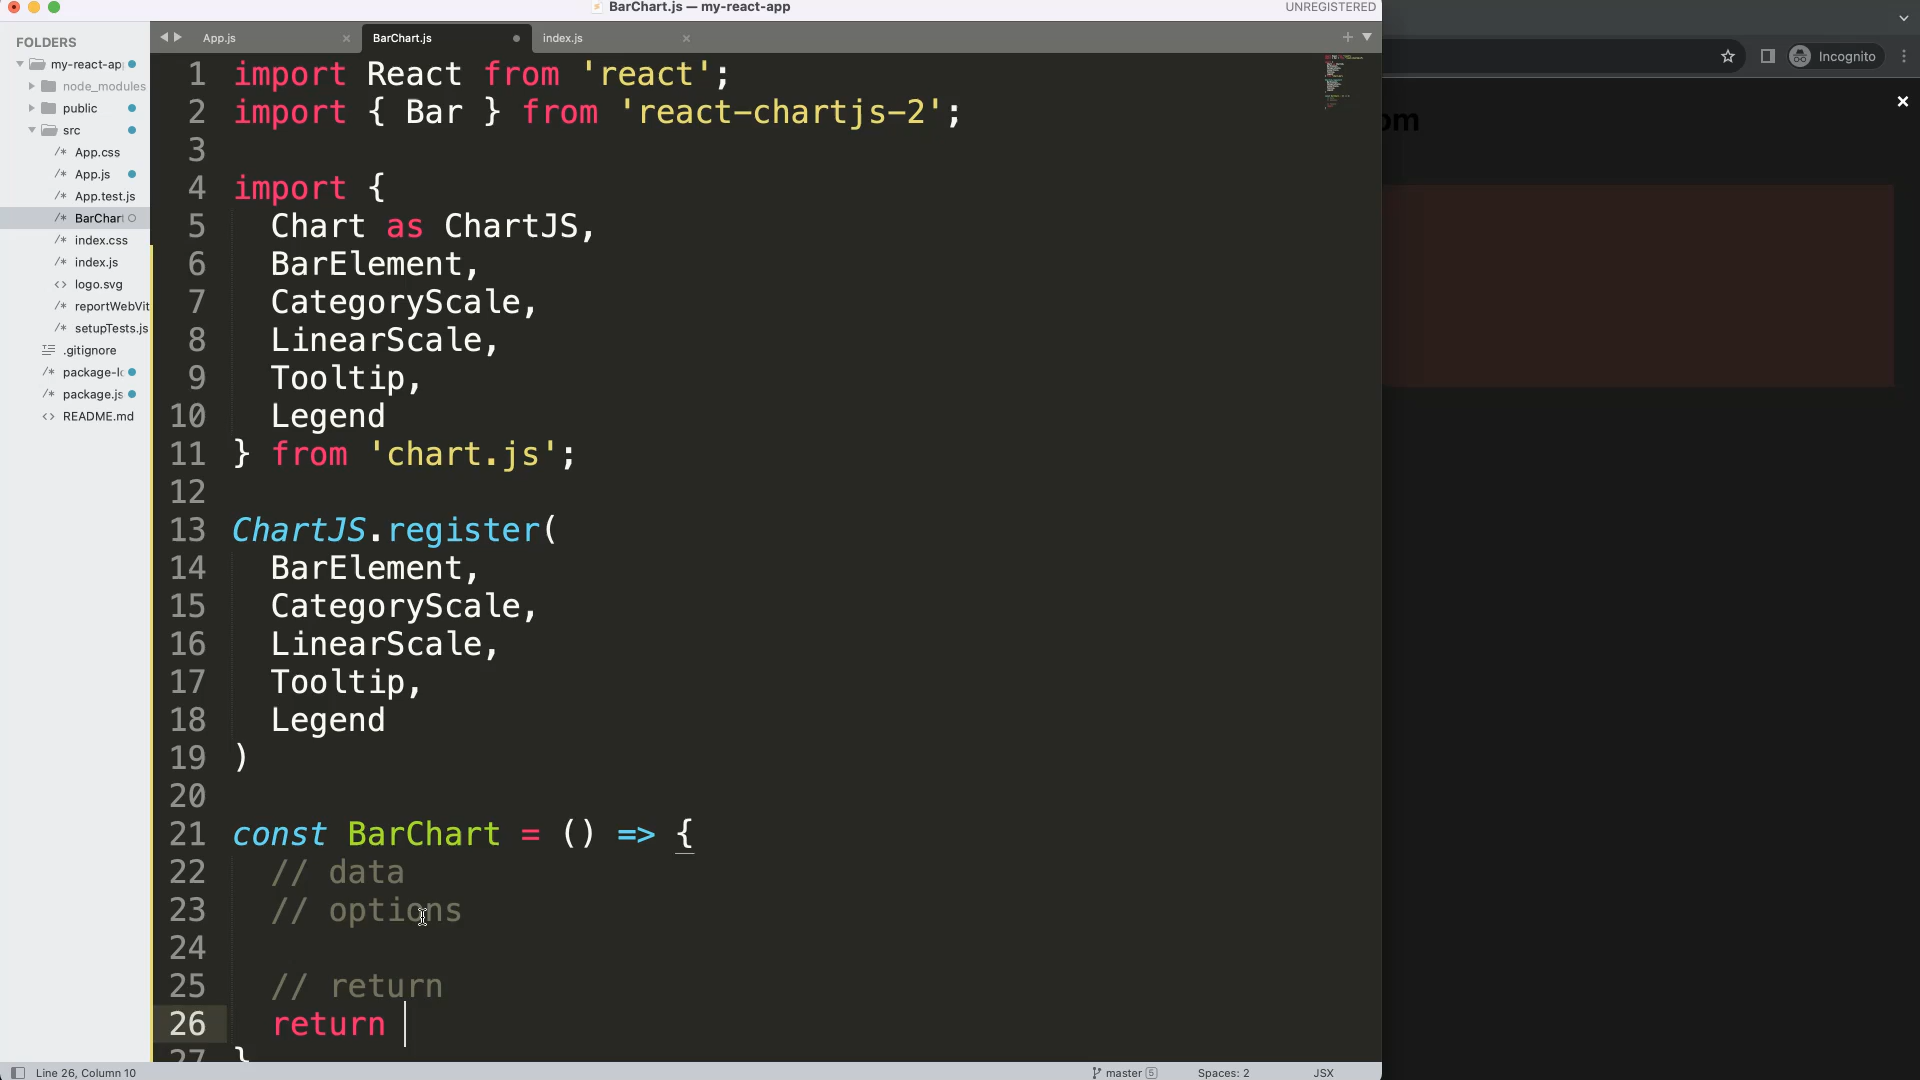 BarChart.js — my-react-app
UNREGISTERED
FOLDERS
my-react-ap
node_modules
public
src
/* App.css
/* App.js
/* App.test.js
/* BarChar
/* index.css
/* index.js
<> logo.svg
/* reportWebVit
/* setupTests.js
.gitignore
/* package-lo
/* package.js
<> README.md
App.js
BarChart.js
index.js
1 import React from 'react';
2 import { Bar } from 'react-chartjs-2';
3
4 import {
5 Chart as ChartJS,
6 BarElement,
7 CategoryScale,
8 LinearScale,
9 Tooltip,
10 Legend
11 } from 'chart.js';
12
13 ChartJS.register(
14 BarElement,
15 CategoryScale,
16 LinearScale,
17 Tooltip,
18 Legend
19 )
20
21 const BarChart = () => {
22 // data
23 // options
24
25 // return
26 return
27 }
Incognito
om
Line 26, Column 10
master 5
Spaces: 2
JSX